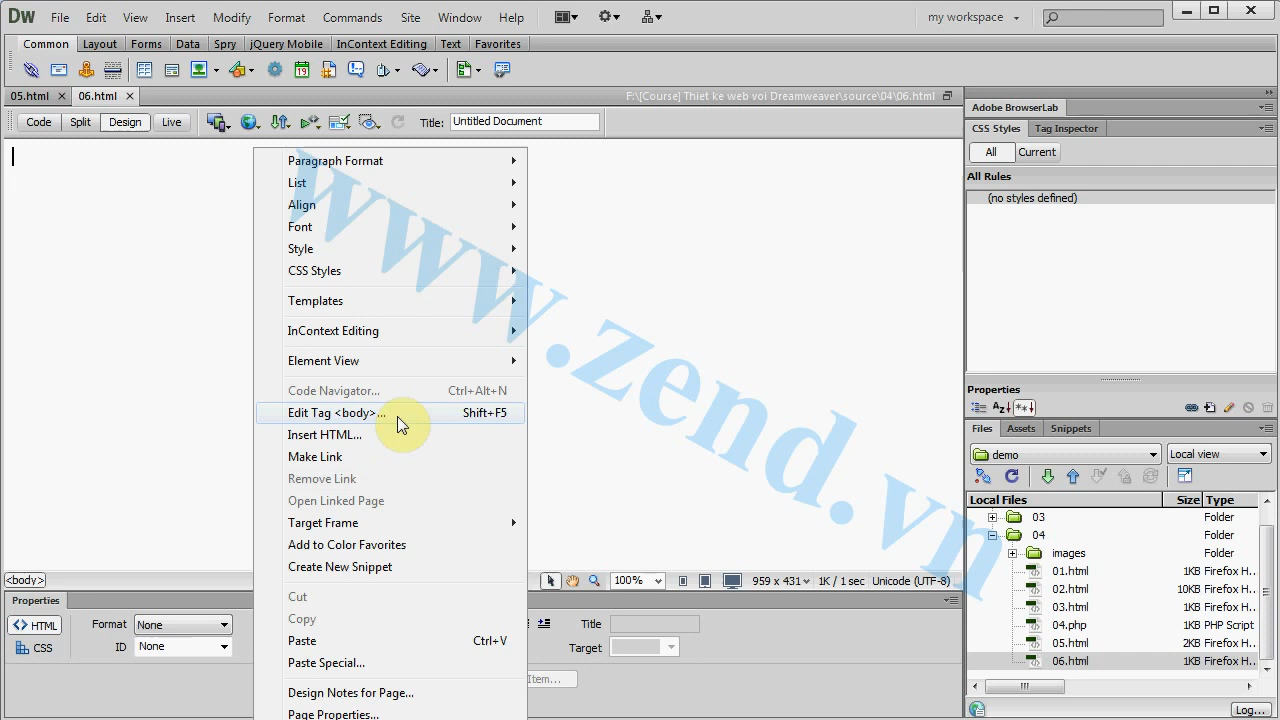 Dw File Edit View Insert Modify Format Commands Site Window Help my workspace
Common Layout Forms Data Spry jQuery Mobile InContext Editing Text Favorites
05.html 06.html F:\[Course] Thiet ke web voi Dreamweaver\source\04\06.html
Code Split Design Live Title: Untitled Document
Paragraph Format
List
Align
Font
Style
CSS Styles
Templates
InContext Editing
Element View
Code Navigator... Ctrl+Alt+N
Edit Tag <body>... Shift+F5
Insert HTML...
Make Link
Remove Link
Open Linked Page
Target Frame
Add to Color Favorites
Create New Snippet
Cut
Copy
Paste Ctrl+V
Paste Special...
Design Notes for Page...
Page Properties...
www.zend.vn
<body> 100% 959 x 431 1K / 1 sec Unicode (UTF-8)
Properties
HTML Format None Title
CSS ID None Target
Item...
Adobe BrowserLab
CSS Styles Tag Inspector
All Current
All Rules
(no styles defined)
Properties
Files Assets Snippets
demo Local view
Local Files Size Type
03 Folder
04 Folder
images Folder
01.html 1KB Firefox H...
02.html 10KB Firefox H...
03.html 1KB Firefox H...
04.php 1KB PHP Script
05.html 2KB Firefox H...
06.html 1KB Firefox H...
Log...